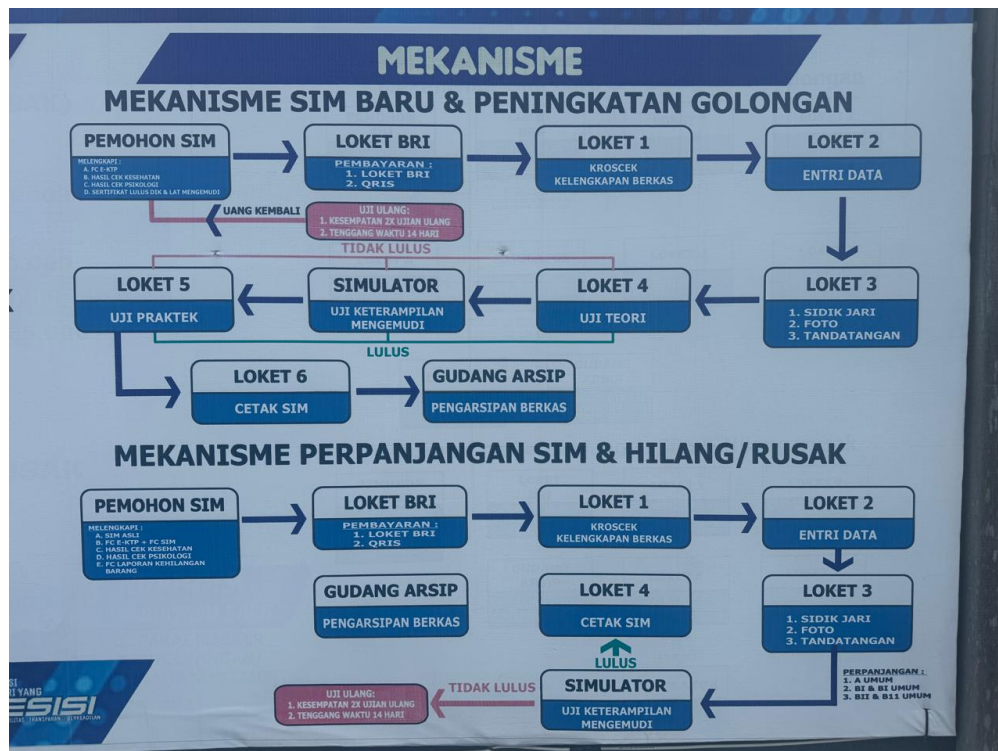 MEKANISME
MEKANISME SIM BARU & PENINGKATAN GOLONGAN
PEMOHON SIM
MELENGKAPI :
A. FC E-KTP
B. HASIL CEK KESEHATAN
C. HASIL CEK PSIKOLOGI
D. SERTIFIKAT LULUS DIK & LAT MENGEMUDI
LOKET BRI
PEMBAYARAN :
1. LOKET BRI
2. QRIS
LOKET 1
KROSCEK
KELENGKAPAN BERKAS
LOKET 2
ENTRI DATA
UANG KEMBALI
UJI ULANG:
1. KESEMPATAN 2X UJIAN ULANG
2. TENGGANG WAKTU 14 HARI
TIDAK LULUS
LOKET 5
UJI PRAKTEK
SIMULATOR
UJI KETERAMPILAN
MENGEMUDI
LOKET 4
UJI TEORI
LOKET 3
1. SIDIK JARI
2. FOTO
3. TANDATANGAN
LULUS
LOKET 6
CETAK SIM
GUDANG ARSIP
PENGARSIPAN BERKAS
MEKANISME PERPANJANGAN SIM & HILANG/RUSAK
PEMOHON SIM
MELENGKAPI :
A. SIM ASLI
B. FC E-KTP + FC SIM
C. HASIL CEK KESEHATAN
D. HASIL CEK PSIKOLOGI
E. FC LAPORAN KEHILANGAN
BARANG
LOKET BRI
PEMBAYARAN :
1. LOKET BRI
2. QRIS
LOKET 1
KROSCEK
KELENGKAPAN BERKAS
LOKET 2
ENTRI DATA
GUDANG ARSIP
PENGARSIPAN BERKAS
LOKET 4
CETAK SIM
LOKET 3
1. SIDIK JARI
2. FOTO
3. TANDATANGAN
LULUS
PERPANJANGAN :
1. A UMUM
2. BI & BI UMUM
3. BII & B11 UMUM
SIMULATOR
UJI KETERAMPILAN
MENGEMUDI
TIDAK LULUS
UJI ULANG:
1. KESEMPATAN 2X UJIAN ULANG
2. TENGGANG WAKTU 14 HARI
SI
RI YANG
ESISI
TRANSPARAN